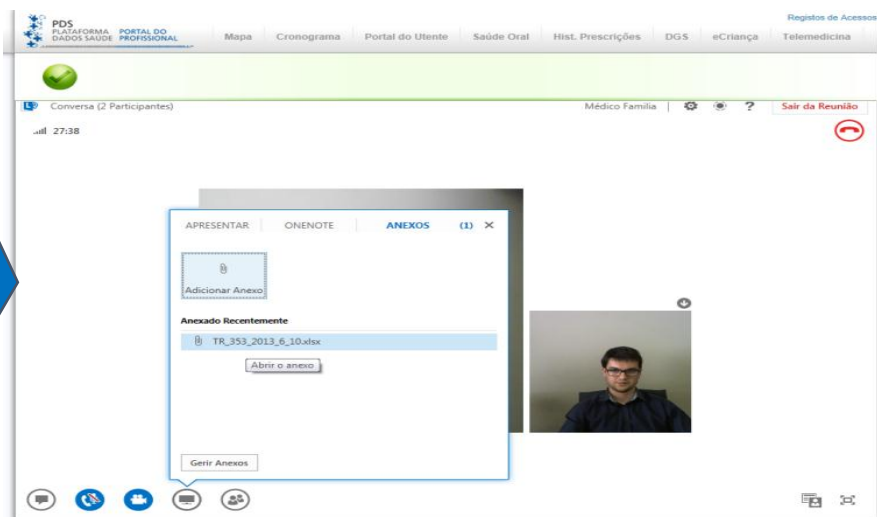 Registos de Acessos
PDS
PLATAFORMA DADOS SAÚDE
PORTAL DO PROFISSIONAL
Mapa Cronograma Portal do Utente Saúde Oral Hist. Prescrições DGS eCriança Telemedicina
Conversa (2 Participantes) Médico Família ? Sair da Reunião
27:38
APRESENTAR ONENOTE ANEXOS (1) ×
Adicionar Anexo
Anexado Recentemente
TR_353_2013_6_10.xlsx
Abrir o anexo
Gerir Anexos